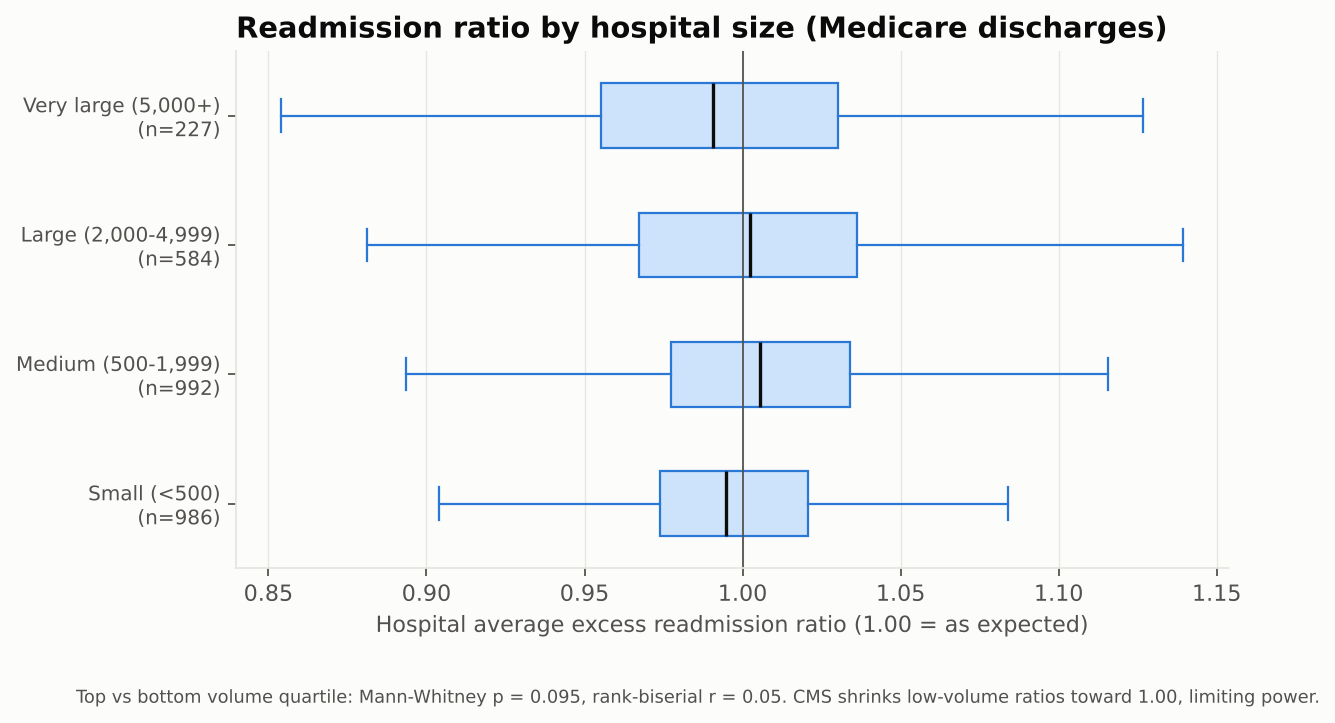 Readmission ratio by hospital size (Medicare discharges)
Very large (5,000+)
(n=227)
Large (2,000-4,999)
(n=584)
Medium (500-1,999)
(n=992)
Small (<500)
(n=986)
0.85 0.90 0.95 1.00 1.05 1.10 1.15
Hospital average excess readmission ratio (1.00 = as expected)
Top vs bottom volume quartile: Mann-Whitney p = 0.095, rank-biserial r = 0.05. CMS shrinks low-volume ratios toward 1.00, limiting power.